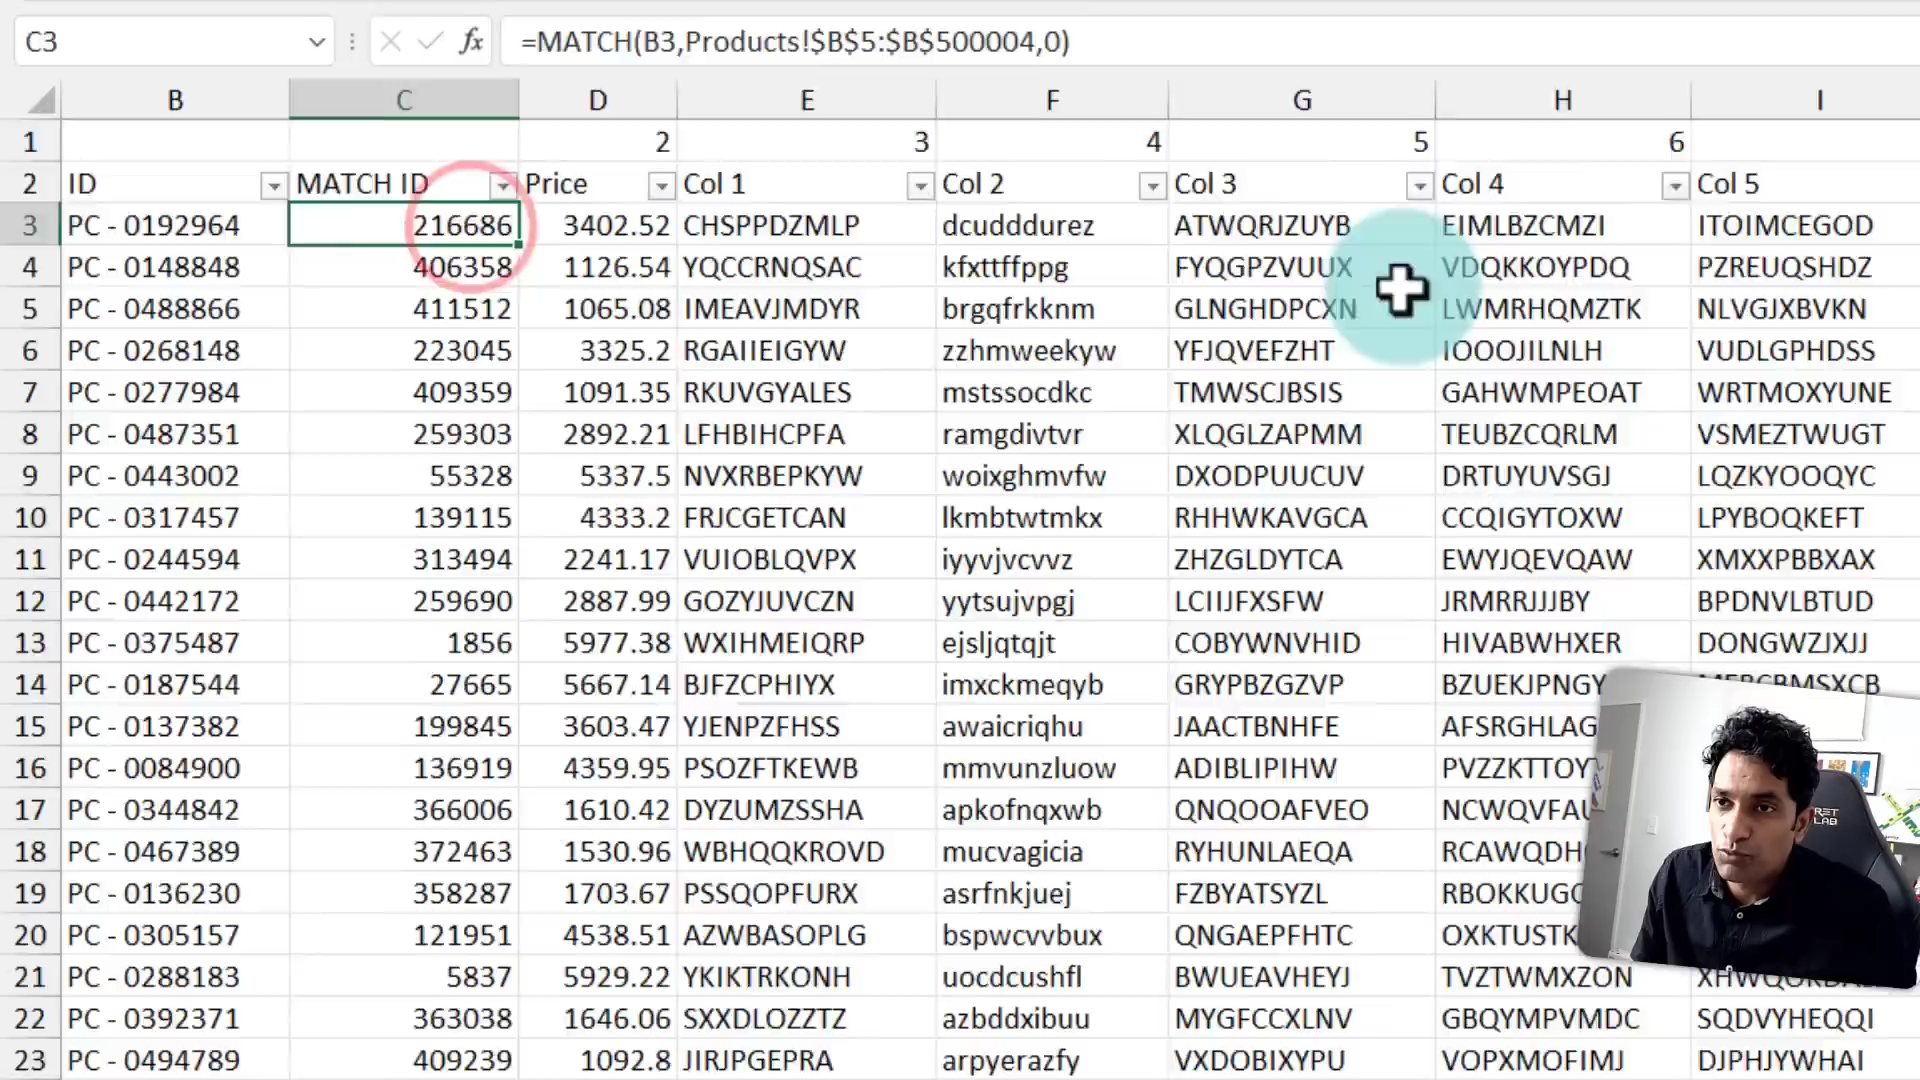 C3 fx =MATCH(B3,Products!$B$5:$B$500004,0)
B C D E F G H I
1 2 3 4 5 6
2 ID MATCH ID Price Col 1 Col 2 Col 3 Col 4 Col 5
3 PC - 0192964 216686 3402.52 CHSPPDZMLP dcudddurez ATWQRJZUYB EIMLBZCMZI ITOIMCEGOD
4 PC - 0148848 406358 1126.54 YQCCRNQSAC kfxttffppg FYQGPZVUUX VDQKKOYPDQ PZREUQSHDZ
5 PC - 0488866 411512 1065.08 IMEAVJMDYR brgqfrkknm GLNGHDPCXN LWMRHQMZTK NLVGJXBVKN
6 PC - 0268148 223045 3325.2 RGAIIEIGYW zzhmweekyw YFJQVEFZHT IOOOJILNLH VUDLGPHDSS
7 PC - 0277984 409359 1091.35 RKUVGYALES mstssocdkc TMWSCJBSIS GAHWMPEOAT WRTMOXYUNE
8 PC - 0487351 259303 2892.21 LFHBIHCPFA ramgdivtvr XLQGLZAPMM TEUBZCQRLM VSMEZTWUGT
9 PC - 0443002 55328 5337.5 NVXRBEPKYW woixghmvfw DXODPUUCUV DRTUYUVSGJ LQZKYOOQYC
10 PC - 0317457 139115 4333.2 FRJCGETCAN lkmbtwtmkx RHHWKAVGCA CCQIGYTOXW LPYBOQKEFT
11 PC - 0244594 313494 2241.17 VUIOBLQVPX iyyvjvcvvz ZHZGLDYTCA EWYJQEVQAW XMXXPBBXAX
12 PC - 0442172 259690 2887.99 GOZYJUVCZN yytsujvpgj LCIIJFXSFW JRMRRJJJBY BPDNVLBTUD
13 PC - 0375487 1856 5977.38 WXIHMEIQRP ejsljqtqjt COBYWNVHID HIVABWHXER DONGWZJXJJ
14 PC - 0187544 27665 5667.14 BJFZCPHIYX imxckmeqyb GRYPBZGZVP BZUEKJPNGY
15 PC - 0137382 199845 3603.47 YJENPZFHSS awaicriqhu JAACTBNHFE AFSRGHLAG
16 PC - 0084900 136919 4359.95 PSOZFTKEWB mmvunzluow ADIBLIPIHW PVZZKTTOY
17 PC - 0344842 366006 1610.42 DYZUMZSSHA apkofnqxwb QNQOOAFVEO NCWQVFAU
18 PC - 0467389 372463 1530.96 WBHQQKROVD mucvagicia RYHUNLAEQA RCAWQDH
19 PC - 0136230 358287 1703.67 PSSQOPFURX asrfnkjuej FZBYATSYZL RBOKKUGO
20 PC - 0305157 121951 4538.51 AZWBASOPLG bspwcvvbux QNGAEPFHTC OXKTUSTK
21 PC - 0288183 5837 5929.22 YKIKTRKONH uocdcushfl BWUEAVHEYJ TVZTWMXZON
22 PC - 0392371 363038 1646.06 SXXDLOZZTZ azbddxibuu MYGFCCXLNV GBQYMPVMDC SQDVYHEQQI
23 PC - 0494789 409239 1092.8 JIRJPGEPRA arpyerazfy VXDOBIXYPU VOPXMOFIMJ DJPHJYWHAI